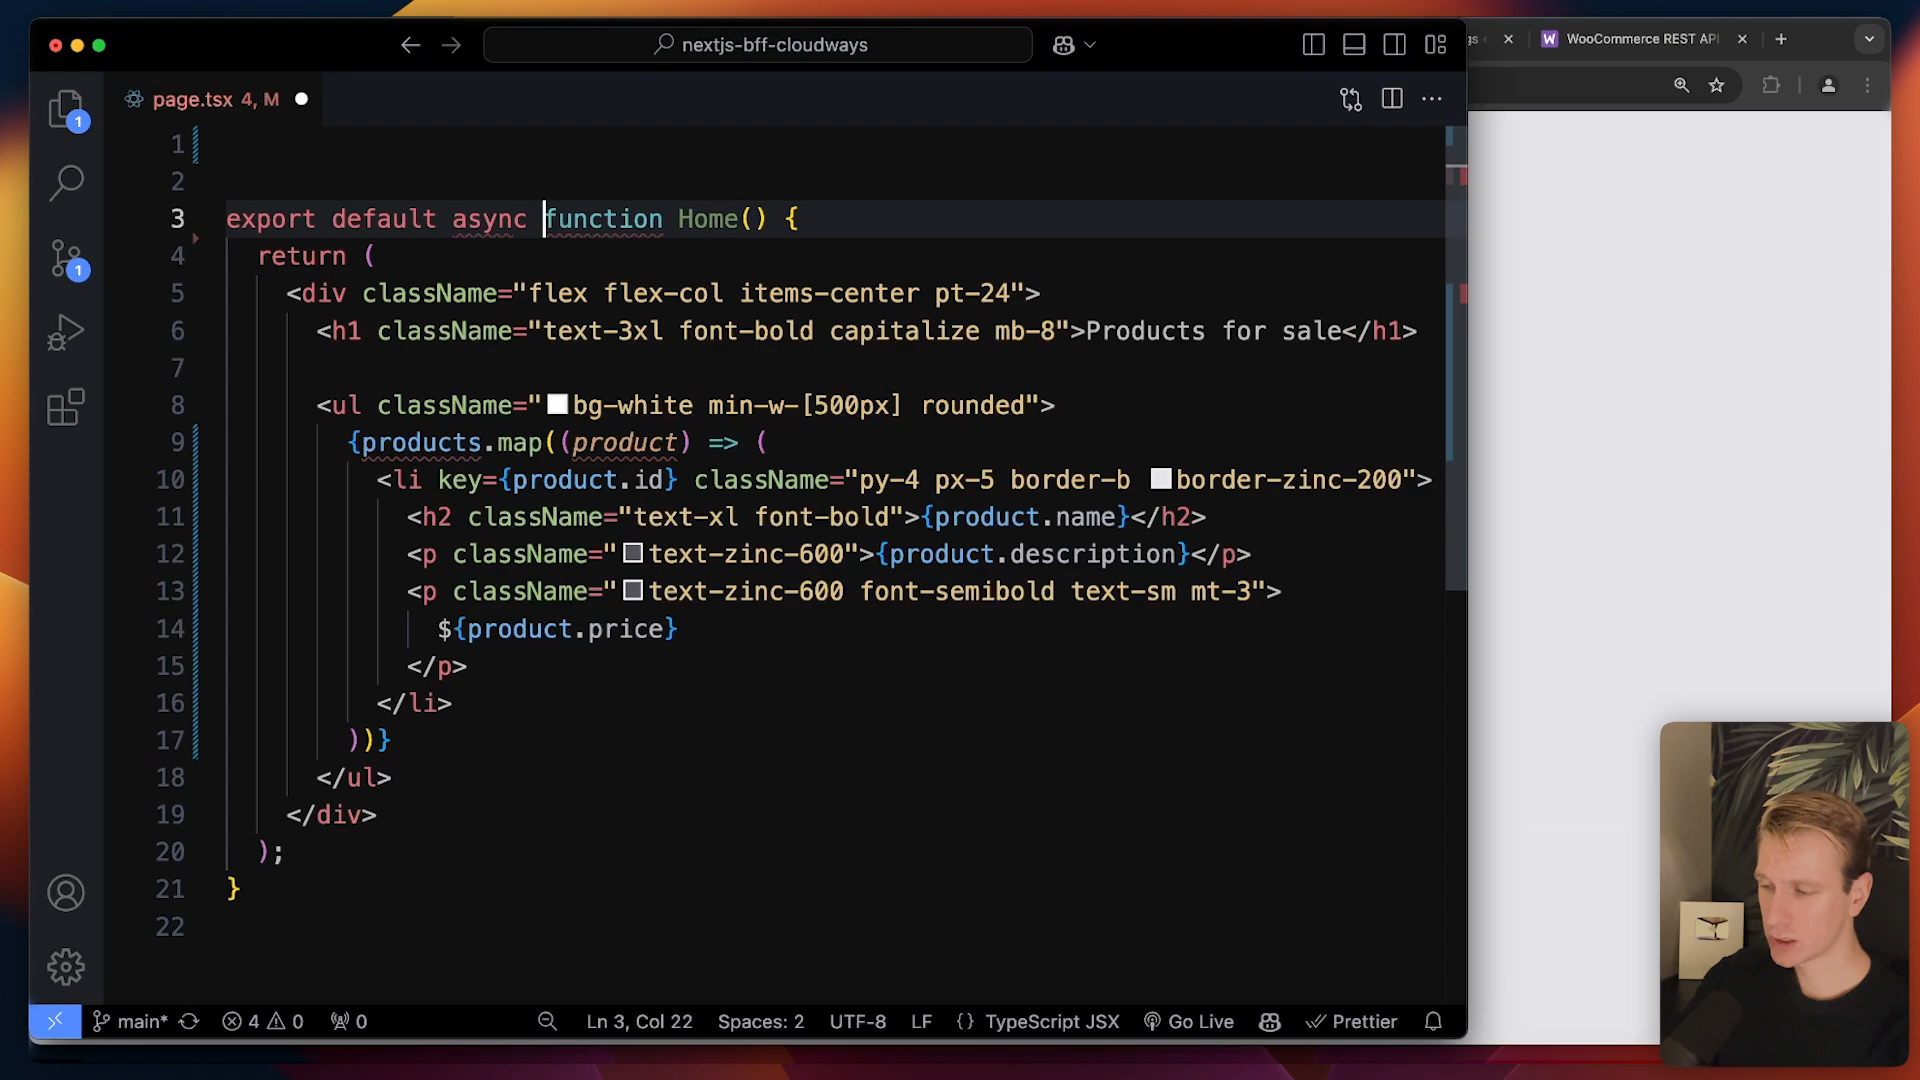 nextjs-bff-cloudways
gs
WooCommerce REST API
page.tsx 4, M
1
1
2
3 export default async function Home() {
4 return (
5 <div className="flex flex-col items-center pt-24">
6 <h1 className="text-3xl font-bold capitalize mb-8">Products for sale</h1>
7
8 <ul className="bg-white min-w-[500px] rounded">
9 {products.map((product) => (
10 <li key={product.id} className="py-4 px-5 border-b border-zinc-200">
11 <h2 className="text-xl font-bold">{product.name}</h2>
12 <p className="text-zinc-600">{product.description}</p>
13 <p className="text-zinc-600 font-semibold text-sm mt-3">
14 ${product.price}
15 </p>
16 </li>
17 ))}
18 </ul>
19 </div>
20 );
21 }
22
1
main* 4 0 0 Ln 3, Col 22 Spaces: 2 UTF-8 LF {} TypeScript JSX Go Live Prettier